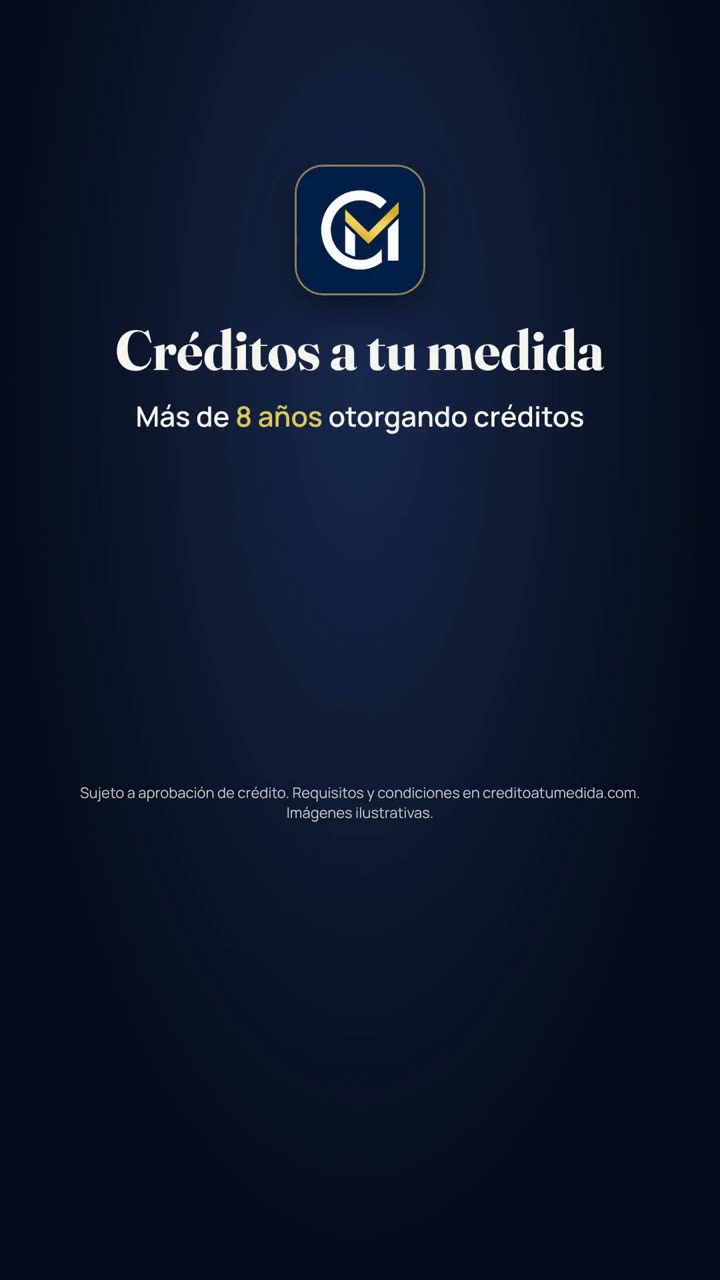 CM
Créditos a tu medida
Más de 8 años otorgando créditos
Sujeto a aprobación de crédito. Requisitos y condiciones en creditoatumedida.com.
Imágenes ilustrativas.